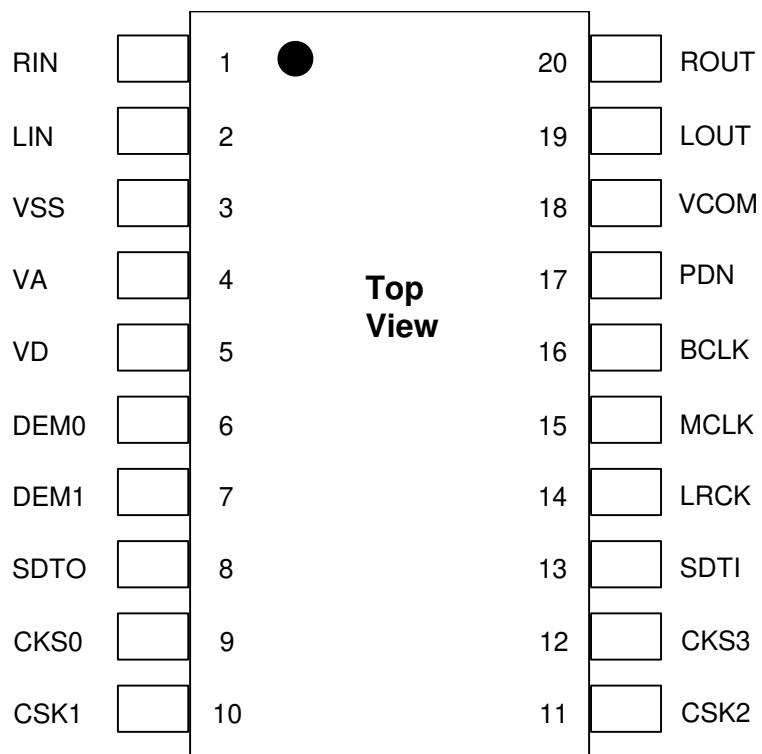 RIN 1 20 ROUT
LIN 2 19 LOUT
VSS 3 18 VCOM
VA 4 17 PDN
Top
View
VD 5 16 BCLK
DEM0 6 15 MCLK
DEM1 7 14 LRCK
SDTO 8 13 SDTI
CKS0 9 12 CKS3
CSK1 10 11 CSK2